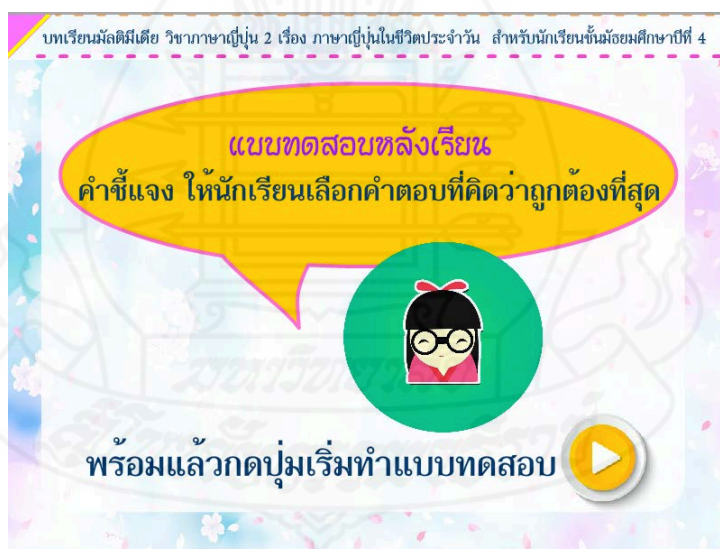 บทเรียนมัลติมีเดีย วิชาภาษาญี่ปุ่น 2 เรื่อง ภาษาญี่ปุ่นในชีวิตประจำวัน สำหรับนักเรียนชั้นมัธยมศึกษาปีที่ 4
แบบทดสอบหลังเรียน
คำชี้แจง ให้นักเรียนเลือกคำตอบที่คิดว่าถูกต้องที่สุด
พร้อมแล้วกดปุ่มเริ่มทำแบบทดสอบ